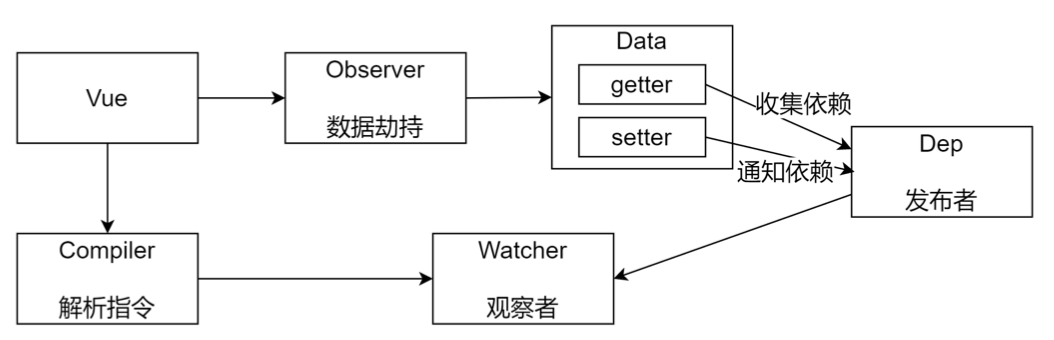 Vue
Observer
数据劫持
Data
getter
setter
收集依赖
通知依赖
Dep
发布者
Compiler
解析指令
Watcher
观察者